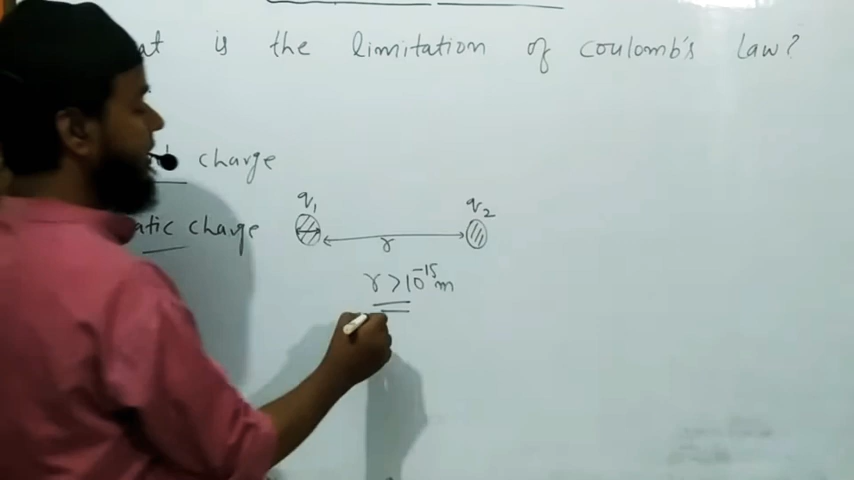 is the limitation of coulomb's law?
charge
charge
q1 q2
r
r > 10^-15 m